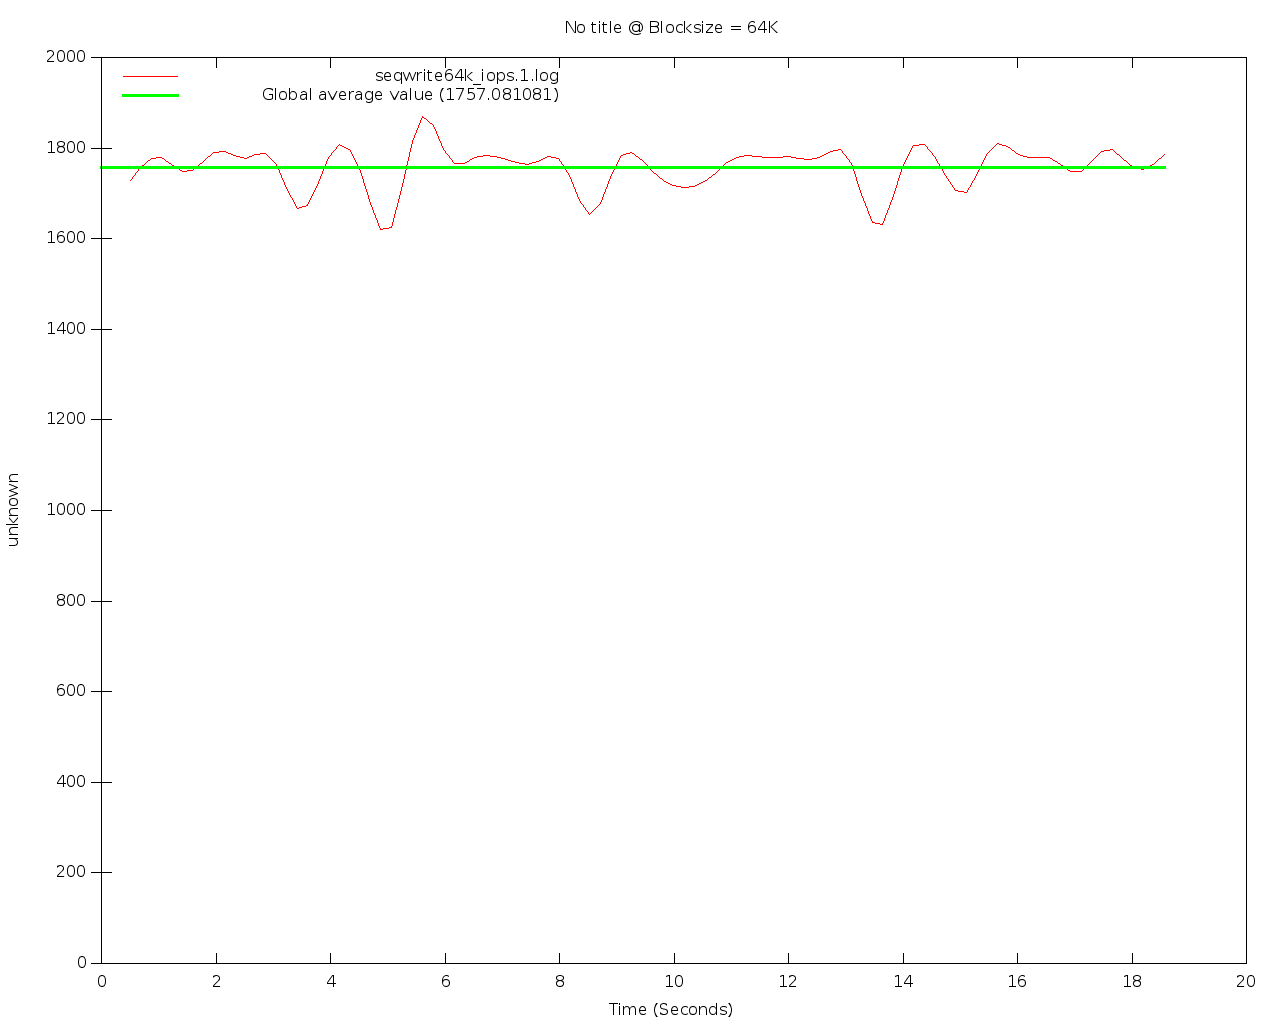 No title @ Blocksize = 64K
seqwrite64k_iops.1.log
Global average value (1757.081081)
2000
1800
1600
1400
1200
1000
800
600
400
200
0
unknown
0 2 4 6 8 10 12 14 16 18 20
Time (Seconds)